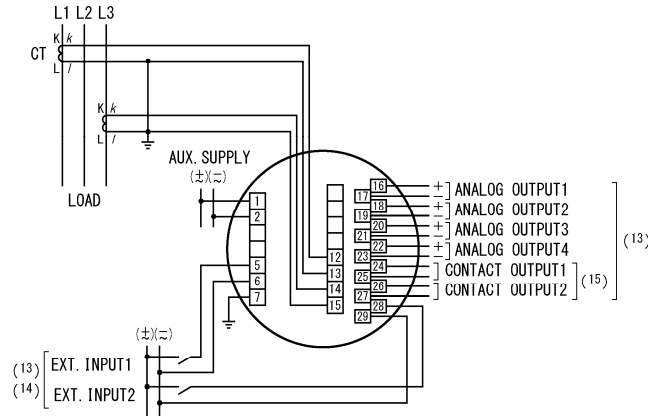 L1 L2 L3
K k
CT
L l
K k
L l
AUX. SUPPLY
(±)(∓)
LOAD
1
2
5
6
7
12
13
14
15
16
17
18
19
20
21
22
23
24
25
26
27
28
29
+ ANALOG OUTPUT1
−
+ ANALOG OUTPUT2
−
+ ANALOG OUTPUT3
−
+ ANALOG OUTPUT4
−
CONTACT OUTPUT1
CONTACT OUTPUT2
(15)
(13)
(±)(∓)
(13)
(14)
EXT. INPUT1
EXT. INPUT2